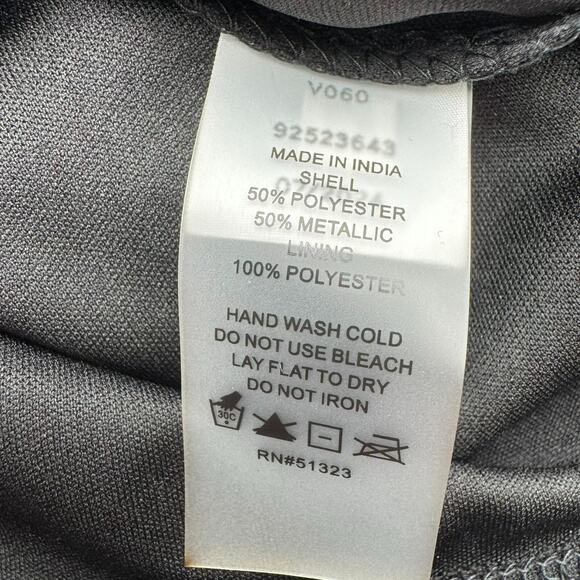 V060
92523643
MADE IN INDIA
SHELL
50% POLYESTER
50% METALLIC
LINING
100% POLYESTER
HAND WASH COLD
DO NOT USE BLEACH
LAY FLAT TO DRY
DO NOT IRON
30C
RN#51323